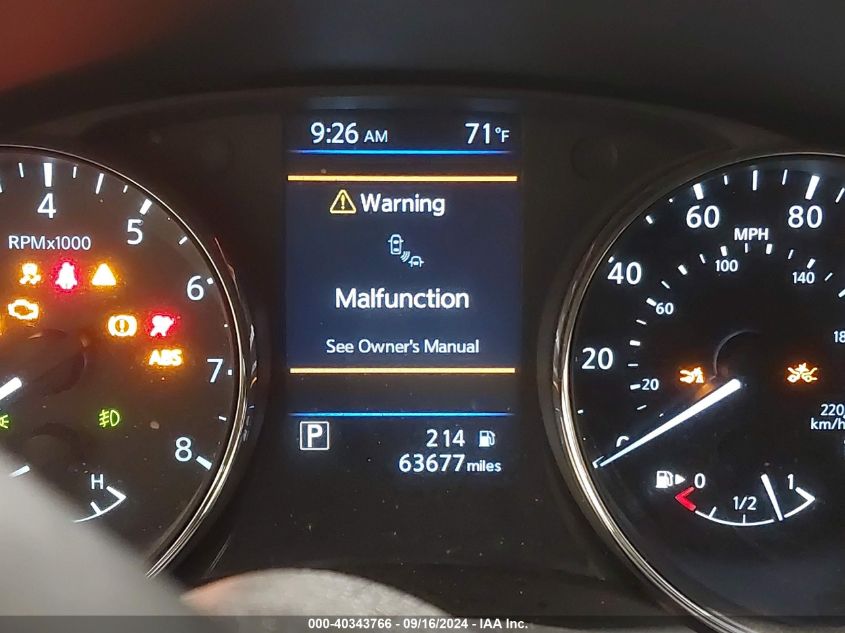 9:26 AM 71°F
Warning
Malfunction
See Owner's Manual
P 214
63677 miles
4 5 6 7 8
RPMx1000
ABS
H
20 40 60 80
MPH
20 60 100 140
220
km/h
0 1/2 1
000-40343766 - 09/16/2024 - IAA Inc.